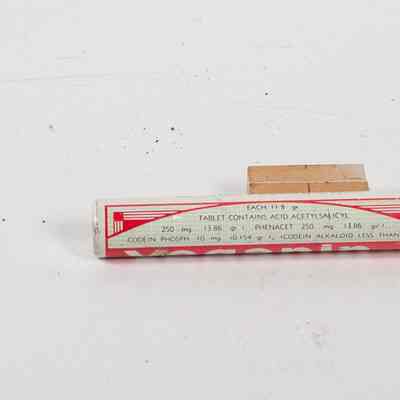 EACH 11·8 gr.
TABLET CONTAINS ACID ACETYLSALICYL
250 mg (3.86 gr.), PHENACET 250 mg (3.86 gr.),
CODEIN PHOSPH 10 mg (0.154 gr.), (CODEIN ALKALOID LESS THAN